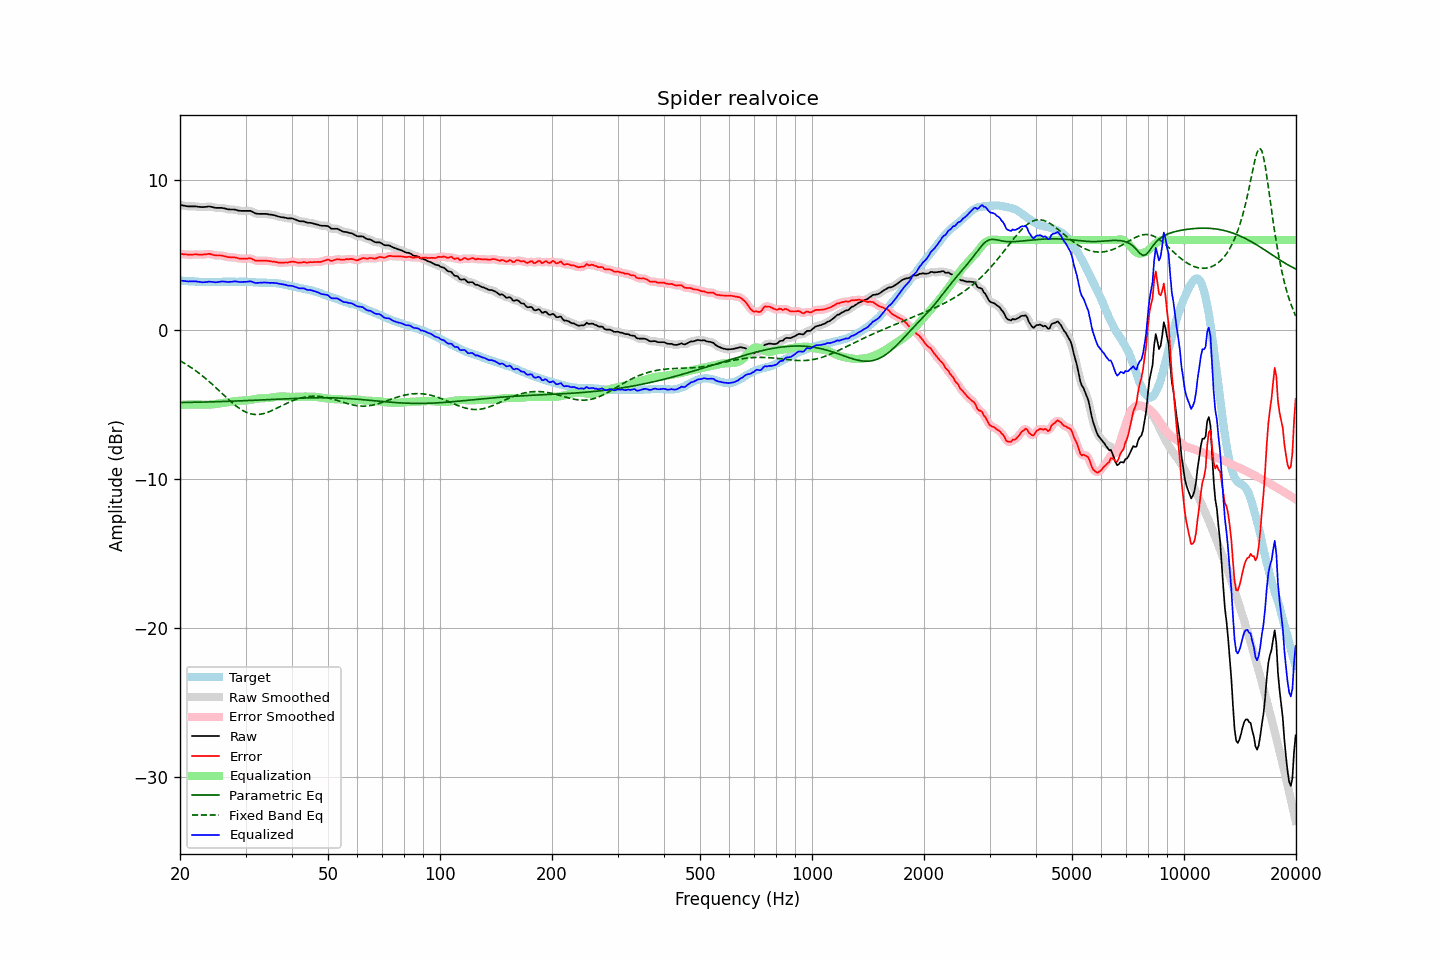 Spider realvoice
Amplitude (dBr)
10
0
−10
−20
−30
Target
Raw Smoothed
Error Smoothed
Raw
Error
Equalization
Parametric Eq
Fixed Band Eq
Equalized
20 50 100 200 500 1000 2000 5000 10000 20000
Frequency (Hz)